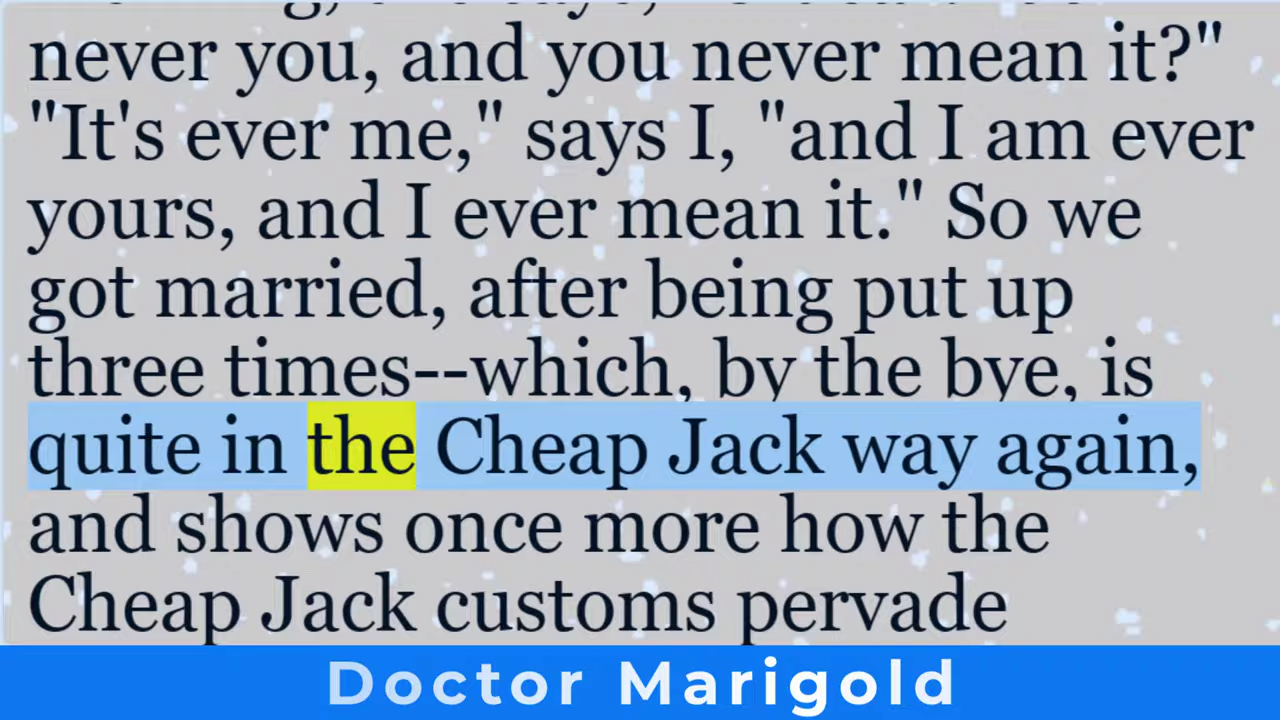 never you, and you never mean it?"
"It's ever me," says I, "and I am ever
yours, and I ever mean it." So we
got married, after being put up
three times--which, by the bye, is
quite in the Cheap Jack way again,
and shows once more how the
Cheap Jack customs pervade
Doctor Marigold